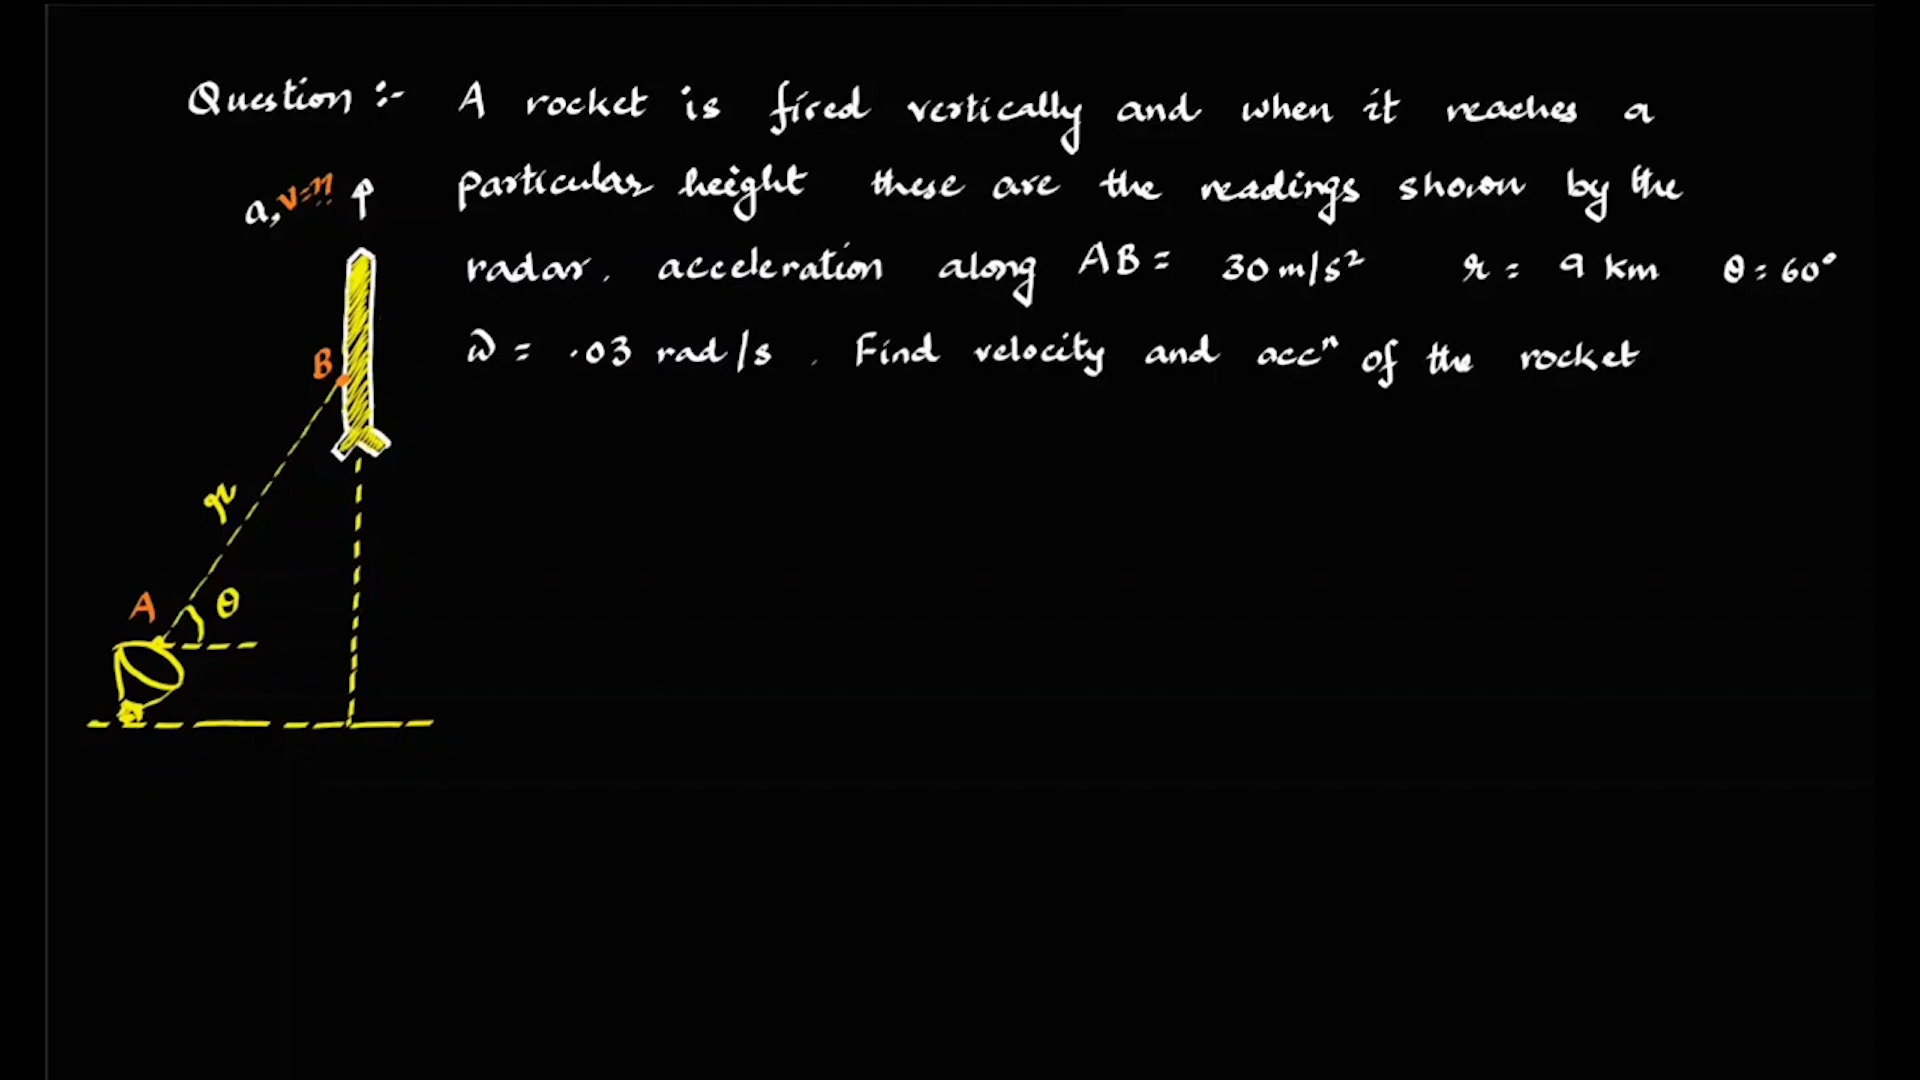 Question :- A rocket is fired vertically and when it reaches a
particular height these are the readings shown by the
radar. acceleration along AB = 30 m/s² r = 9 km θ = 60°
ω = .03 rad/s . Find velocity and accⁿ of the rocket
a, v=??
B
r
A
θ